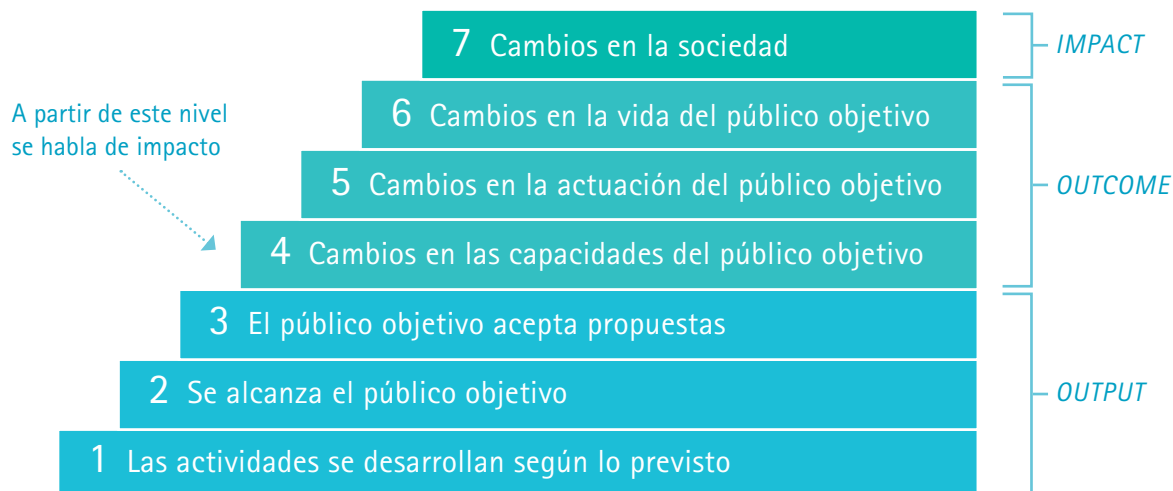 7 Cambios en la sociedad
IMPACT
A partir de este nivel
se habla de impacto
6 Cambios en la vida del público objetivo
5 Cambios en la actuación del público objetivo
OUTCOME
4 Cambios en las capacidades del público objetivo
3 El público objetivo acepta propuestas
2 Se alcanza el público objetivo
OUTPUT
1 Las actividades se desarrollan según lo previsto